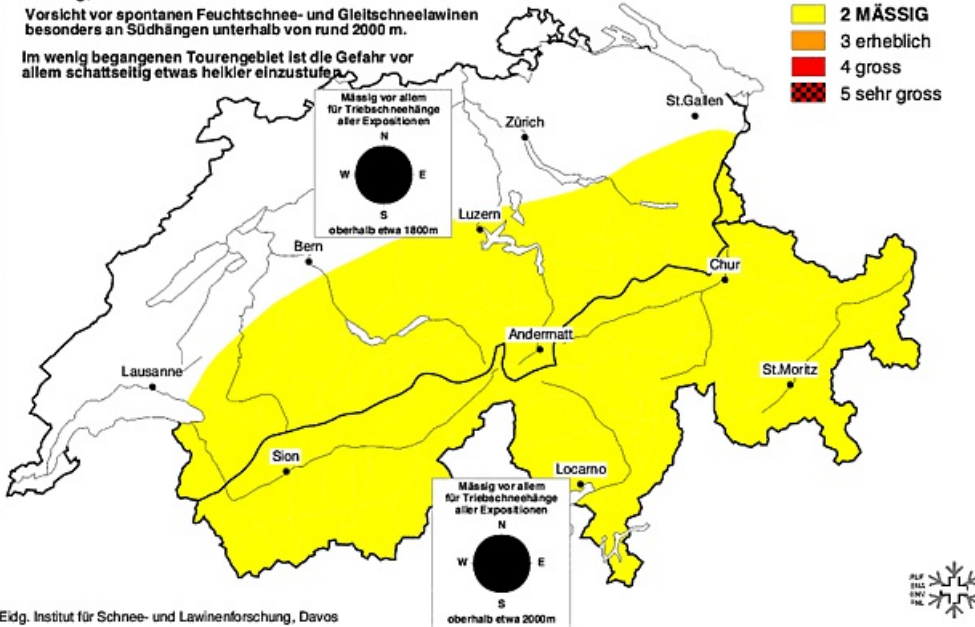 Vorsicht vor spontanen Feuchtschnee- und Gleitschneelawinen
besonders an Südhängen unterhalb von rund 2000 m.
Im wenig begangenen Tourengebiet ist die Gefahr vor
allem schattseitig etwas heikler einzustufen.
2 MÄSSIG
3 erheblich
4 gross
5 sehr gross
Mässig vor allem
für Triebschneehänge
aller Expositionen
N
W E
S
oberhalb etwa 1800m
St.Gallen
Zürich
Luzern
Bern
Chur
Andermatt
Lausanne
St.Moritz
Sion
Locarno
Mässig vor allem
für Triebschneehänge
aller Expositionen
N
W E
S
oberhalb etwa 2000m
Eidg. Institut für Schnee- und Lawinenforschung, Davos